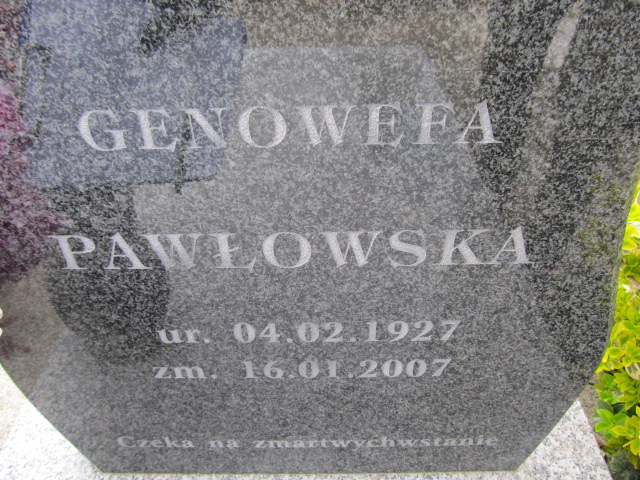 GENOWEFA
PAWŁOWSKA
ur. 04.02.1927
zm. 16.01.2007
Czeka na zmartwychwstanie